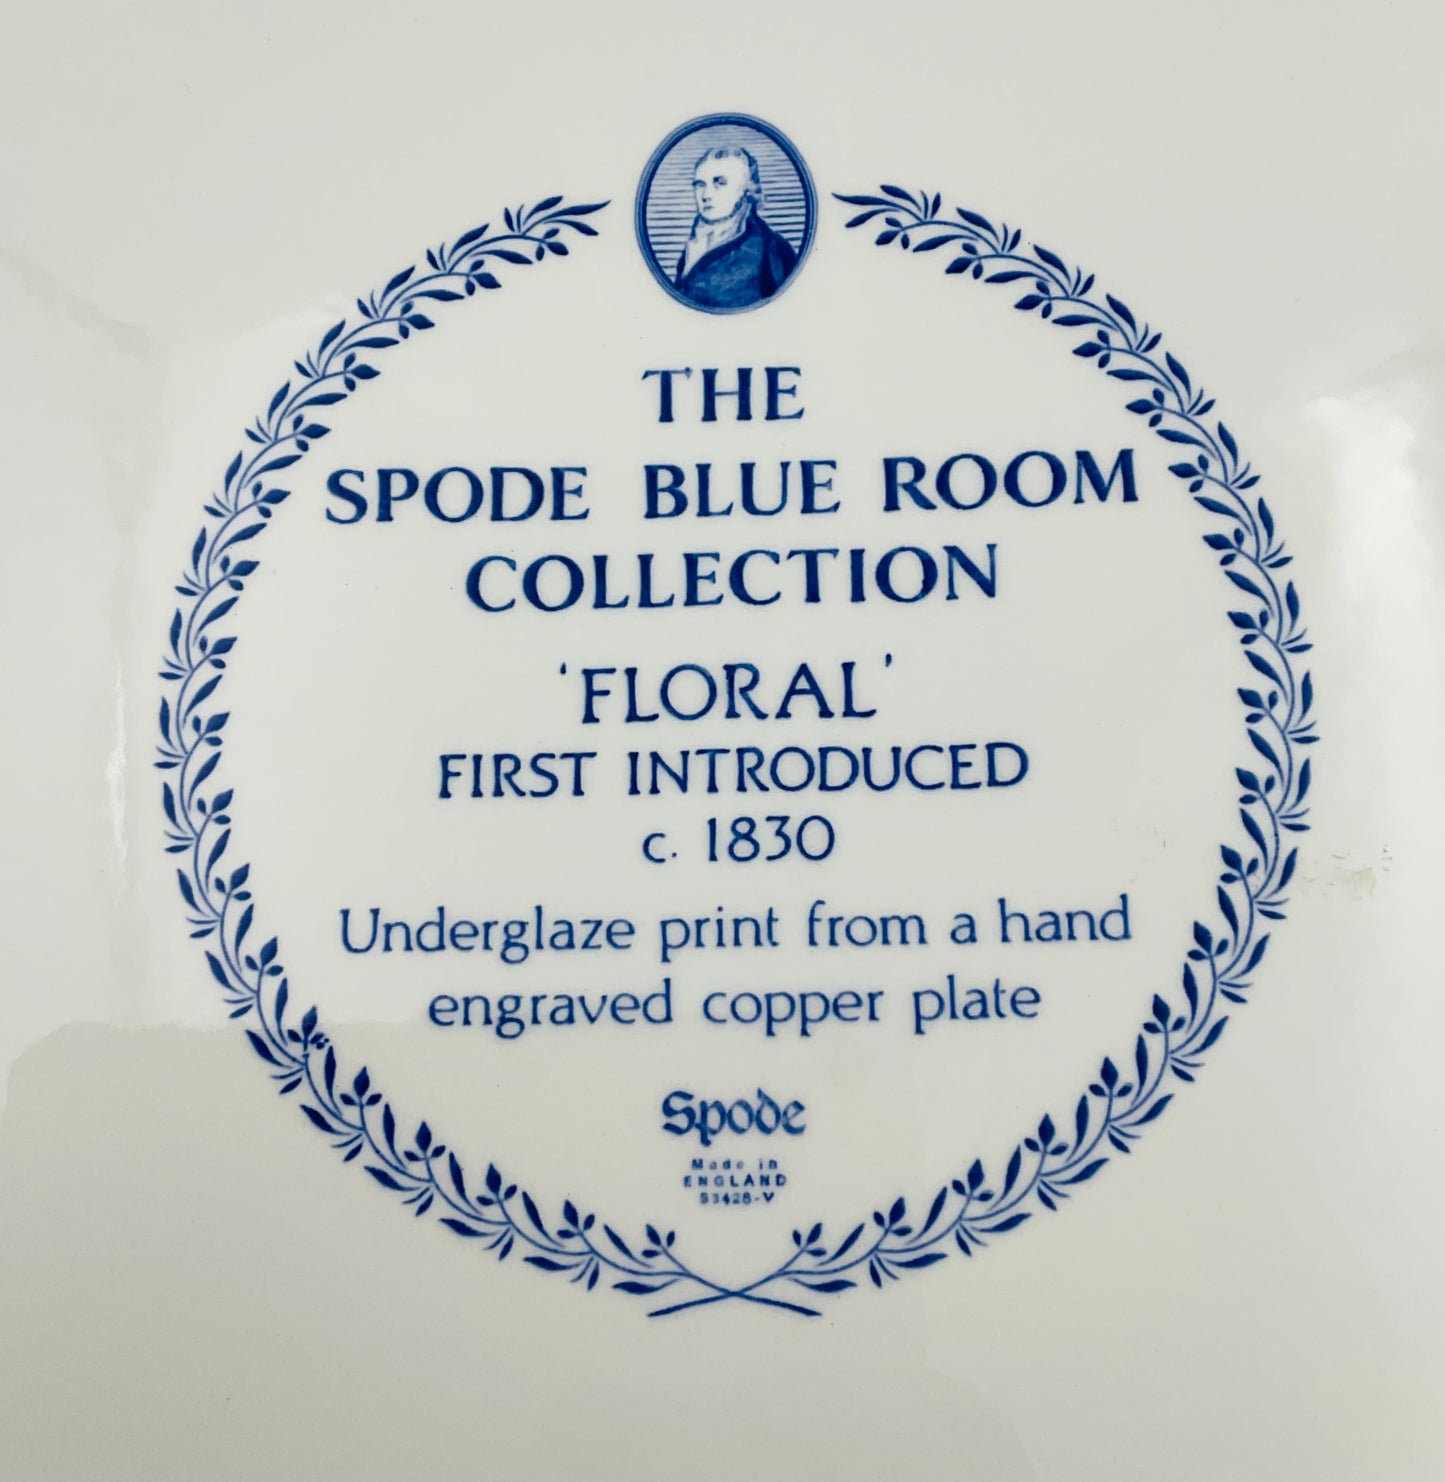 THE
SPODE BLUE ROOM
COLLECTION
'FLORAL'
FIRST INTRODUCED
c. 1830
Underglaze print from a hand
engraved copper plate
Spode
Made in
ENGLAND